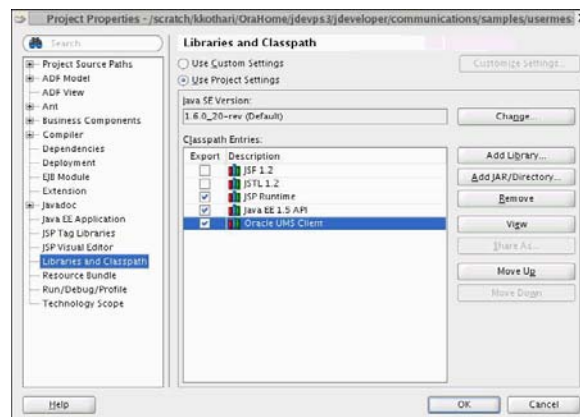 Project Properties - /scratch/kkothari/OraHome/jdevps3/jdeveloper/communications/samples/usermes
Search
Project Source Paths
ADF Model
ADF View
Ant
Business Components
Compiler
Dependencies
Deployment
EJB Module
Extension
Javadoc
Java EE Application
JSP Tag Libraries
JSP Visual Editor
Libraries and Classpath
Resource Bundle
Run/Debug/Profile
Technology Scope
Libraries and Classpath
Use Custom Settings
Customize Settings...
Use Project Settings
Java SE Version:
1.6.0_20-rev (Default)
Change...
Classpath Entries:
Export Description
JSF 1.2
JSTL 1.2
JSP Runtime
Java EE 1.5 API
Oracle UMS Client
Add Library...
Add JAR/Directory...
Remove
View
Share As...
Move Up
Move Down
Help
OK
Cancel